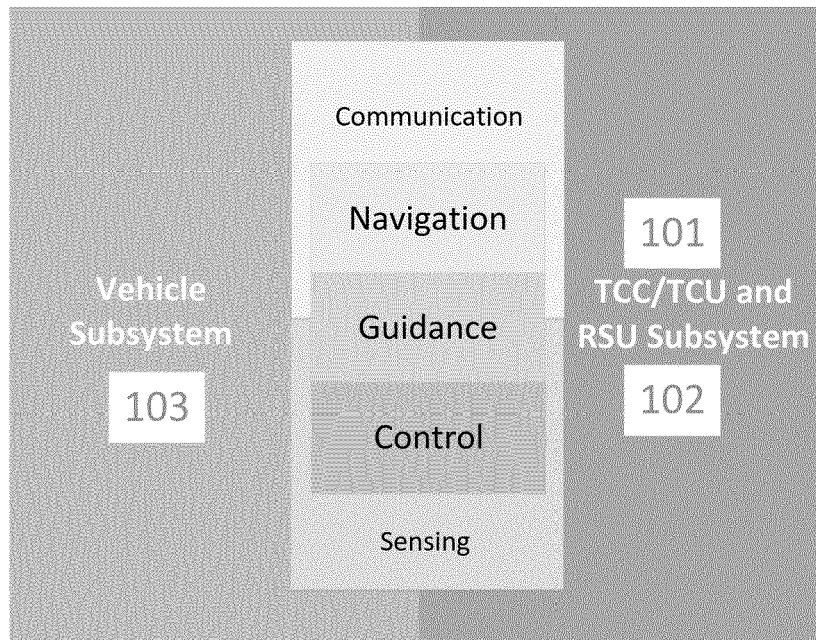 Communication
Navigation
Guidance
Control
Sensing
Vehicle
Subsystem
103
101
TCC/TCU and
RSU Subsystem
102